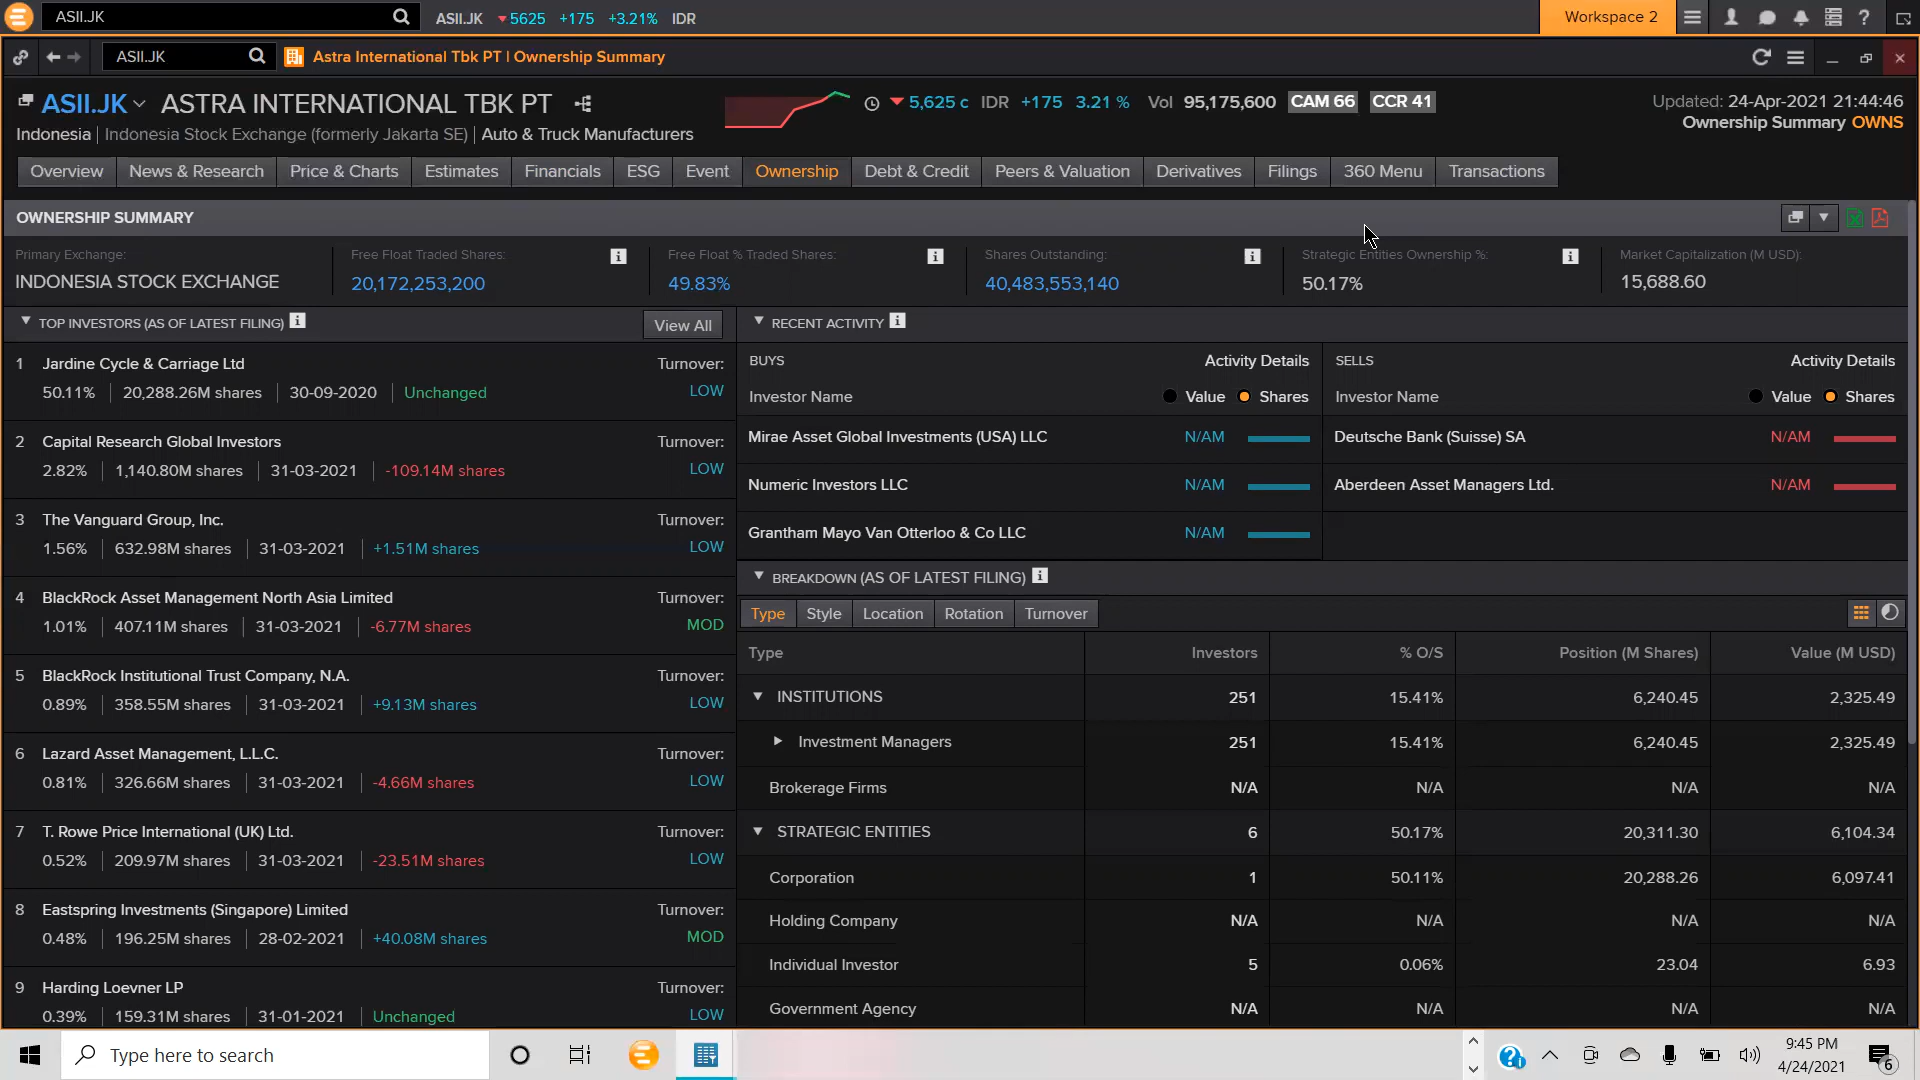 ASII.JK
ASII.JK 5625 +175 +3.21% IDR
Workspace 2
ASII.JK
Astra International Tbk PT | Ownership Summary
ASII.JK ASTRA INTERNATIONAL TBK PT
5,625 c IDR +175 3.21 % Vol 95,175,600 CAM 66 CCR 41
Updated: 24-Apr-2021 21:44:46
Indonesia | Indonesia Stock Exchange (formerly Jakarta SE) | Auto & Truck Manufacturers
Ownership Summary OWNS
Overview News & Research Price & Charts Estimates Financials ESG Event Ownership Debt & Credit Peers & Valuation Derivatives Filings 360 Menu Transactions
OWNERSHIP SUMMARY
Primary Exchange: Free Float Traded Shares: Free Float % Traded Shares: Shares Outstanding: Strategic Entities Ownership %: Market Capitalization (M USD):
INDONESIA STOCK EXCHANGE 20,172,253,200 49.83% 40,483,553,140 50.17% 15,688.60
TOP INVESTORS (AS OF LATEST FILING)
View All
1 Jardine Cycle & Carriage Ltd Turnover:
50.11% | 20,288.26M shares | 30-09-2020 | Unchanged LOW
2 Capital Research Global Investors Turnover:
2.82% | 1,140.80M shares | 31-03-2021 | -109.14M shares LOW
3 The Vanguard Group, Inc. Turnover:
1.56% | 632.98M shares | 31-03-2021 | +1.51M shares LOW
4 BlackRock Asset Management North Asia Limited Turnover:
1.01% | 407.11M shares | 31-03-2021 | -6.77M shares MOD
5 BlackRock Institutional Trust Company, N.A. Turnover:
0.89% | 358.55M shares | 31-03-2021 | +9.13M shares LOW
6 Lazard Asset Management, L.L.C. Turnover:
0.81% | 326.66M shares | 31-03-2021 | -4.66M shares LOW
7 T. Rowe Price International (UK) Ltd. Turnover:
0.52% | 209.97M shares | 31-03-2021 | -23.51M shares LOW
8 Eastspring Investments (Singapore) Limited Turnover:
0.48% | 196.25M shares | 28-02-2021 | +40.08M shares MOD
9 Harding Loevner LP Turnover:
0.39% | 159.31M shares | 31-01-2021 | Unchanged LOW
RECENT ACTIVITY
BUYS Activity Details SELLS Activity Details
Investor Name Value Shares Investor Name Value Shares
Mirae Asset Global Investments (USA) LLC N/AM Deutsche Bank (Suisse) SA N/AM
Numeric Investors LLC N/AM Aberdeen Asset Managers Ltd. N/AM
Grantham Mayo Van Otterloo & Co LLC N/AM
BREAKDOWN (AS OF LATEST FILING)
Type Style Location Rotation Turnover
Type Investors % O/S Position (M Shares) Value (M USD)
INSTITUTIONS 251 15.41% 6,240.45 2,325.49
Investment Managers 251 15.41% 6,240.45 2,325.49
Brokerage Firms N/A N/A N/A N/A
STRATEGIC ENTITIES 6 50.17% 20,311.30 6,104.34
Corporation 1 50.11% 20,288.26 6,097.41
Holding Company N/A N/A N/A N/A
Individual Investor 5 0.06% 23.04 6.93
Government Agency N/A N/A N/A N/A
Type here to search
9:45 PM
4/24/2021
6